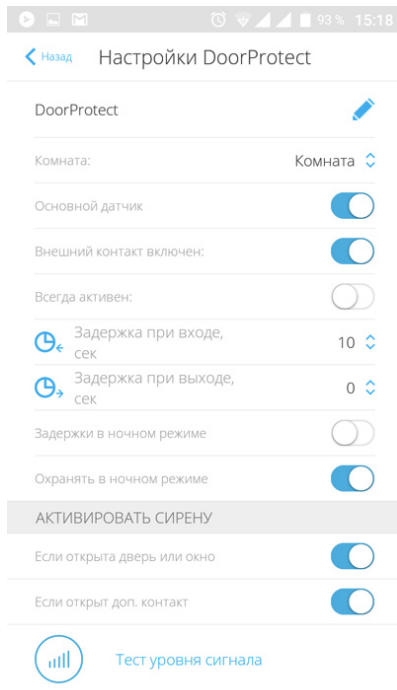 93 % 15:18
Назад Настройки DoorProtect
DoorProtect
Комната: Комната
Основной датчик
Внешний контакт включен:
Всегда активен:
Задержка при входе,
сек 10
Задержка при выходе,
сек 0
Задержки в ночном режиме
Охранять в ночном режиме
АКТИВИРОВАТЬ СИРЕНУ
Если открыта дверь или окно
Если открыт доп. контакт
Тест уровня сигнала